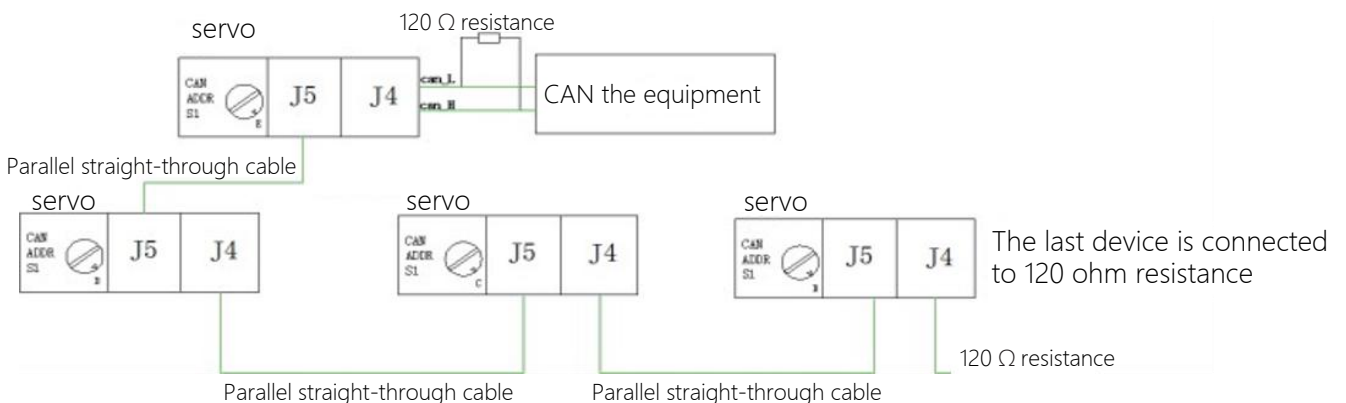 120 Ω resistance
servo
can_L
CAN
ADDR
S1
J5
J4
CAN the equipment
can_H
E
Parallel straight-through cable
servo
servo
servo
CAN
ADDR
S1
J5
J4
CAN
ADDR
S1
C
J5
J4
CAN
ADDR
S1
J5
J4
The last device is connected
to 120 ohm resistance
120 Ω resistance
Parallel straight-through cable
Parallel straight-through cable